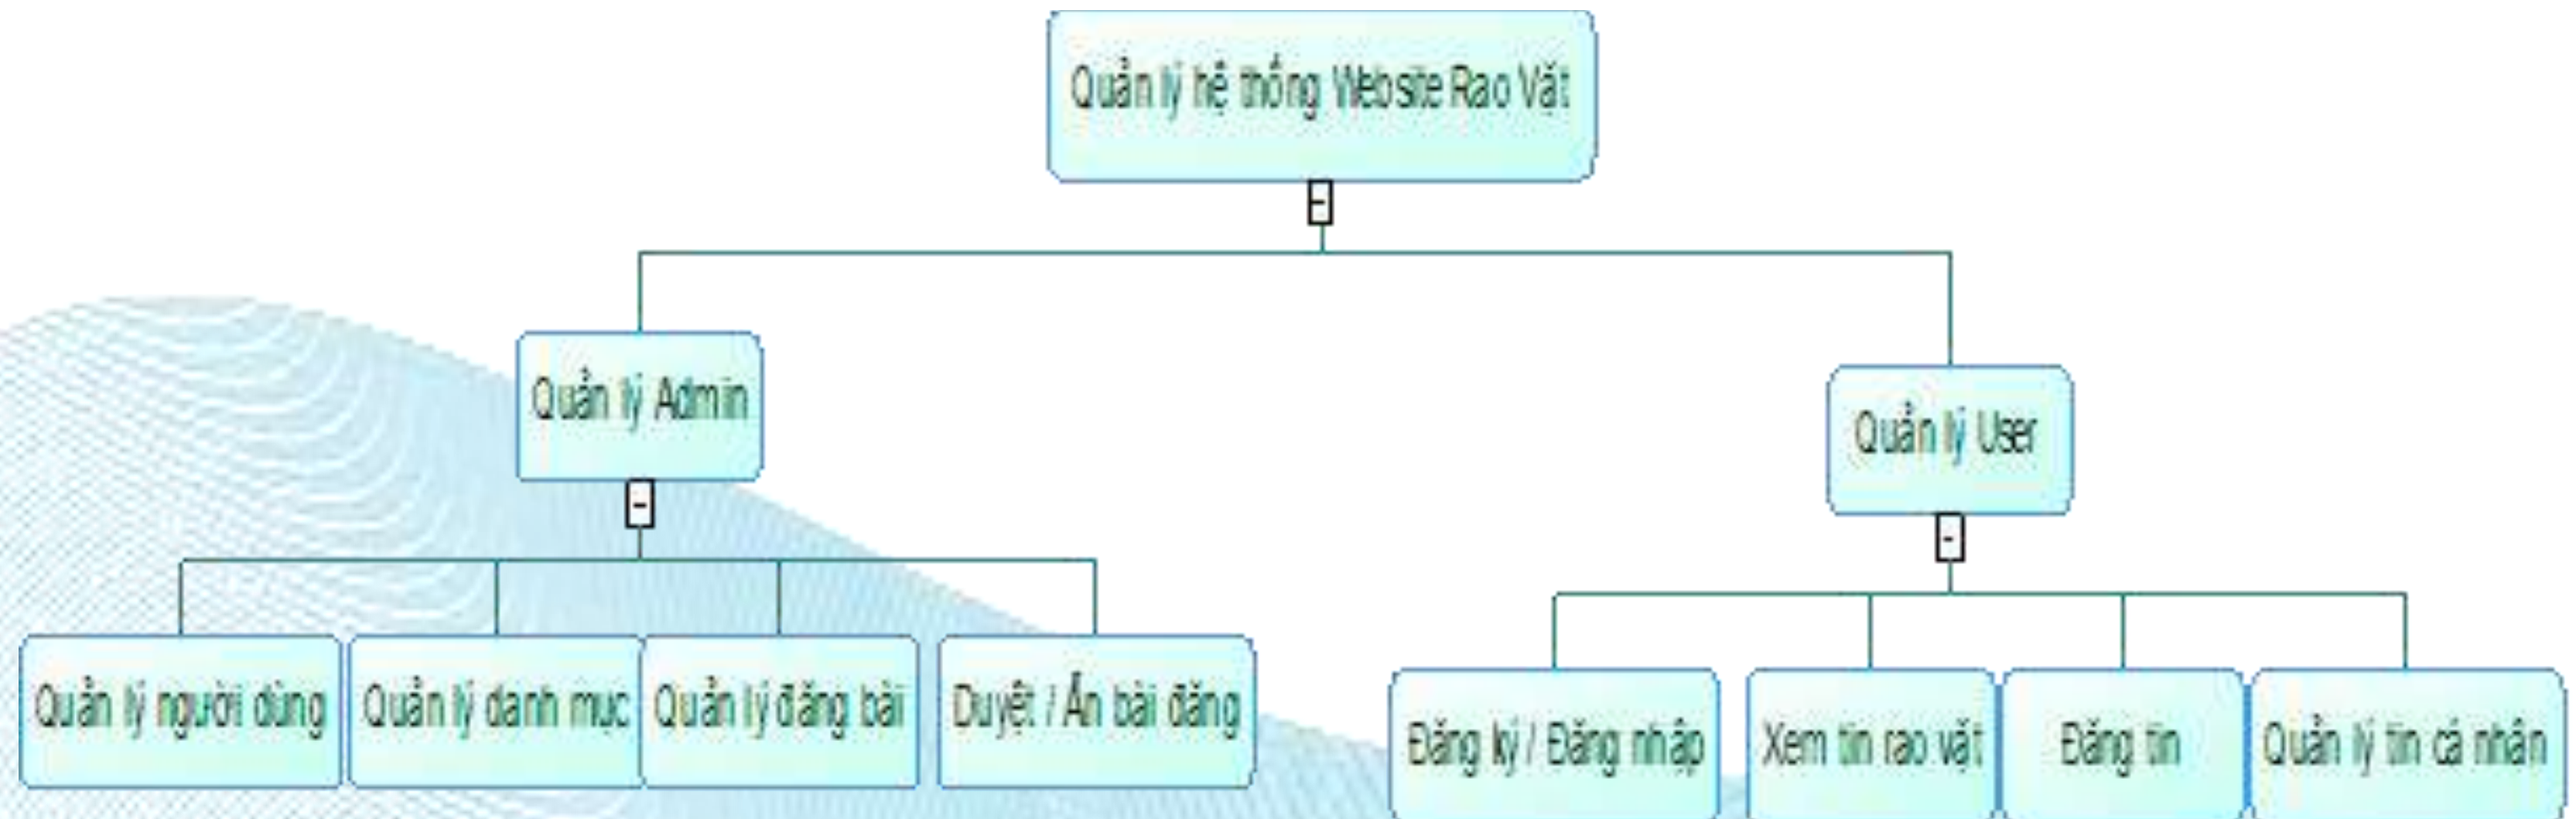 Quản lý hệ thống Website Rao Vặt
Quản lý Admin
Quản lý User
Quản lý người dùng
Quản lý danh mục
Quản lý đăng bài
Duyệt / Ẩn bài đăng
Đăng ký / Đăng nhập
Xem tin rao vặt
Đăng tin
Quản lý tin cá nhân